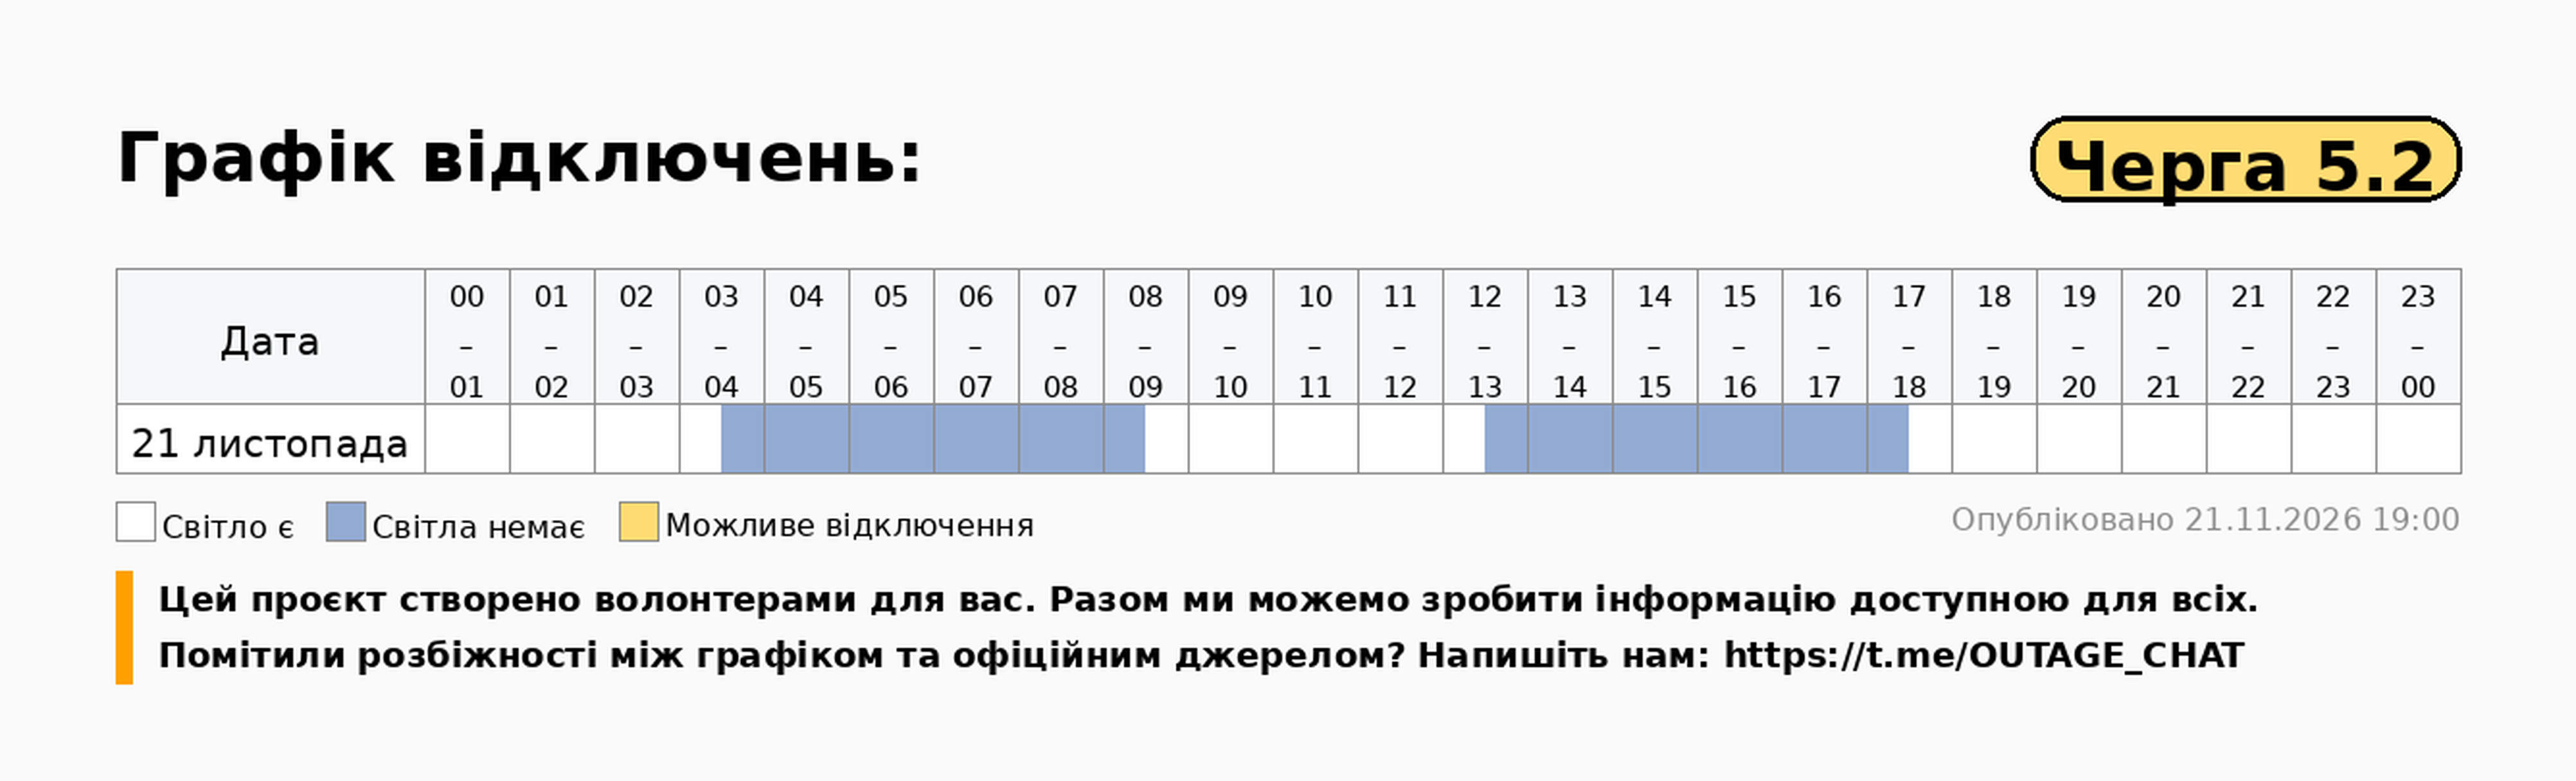 Графік відключень:
Черга 5.2
Дата
00 – 01
01 – 02
02 – 03
03 – 04
04 – 05
05 – 06
06 – 07
07 – 08
08 – 09
09 – 10
10 – 11
11 – 12
12 – 13
13 – 14
14 – 15
15 – 16
16 – 17
17 – 18
18 – 19
19 – 20
20 – 21
21 – 22
22 – 23
23 – 00
21 листопада
Світло є
Світла немає
Можливе відключення
Опубліковано 21.11.2026 19:00
Цей проєкт створено волонтерами для вас. Разом ми можемо зробити інформацію доступною для всіх.
Помітили розбіжності між графіком та офіційним джерелом? Напишіть нам: https://t.me/OUTAGE_CHAT